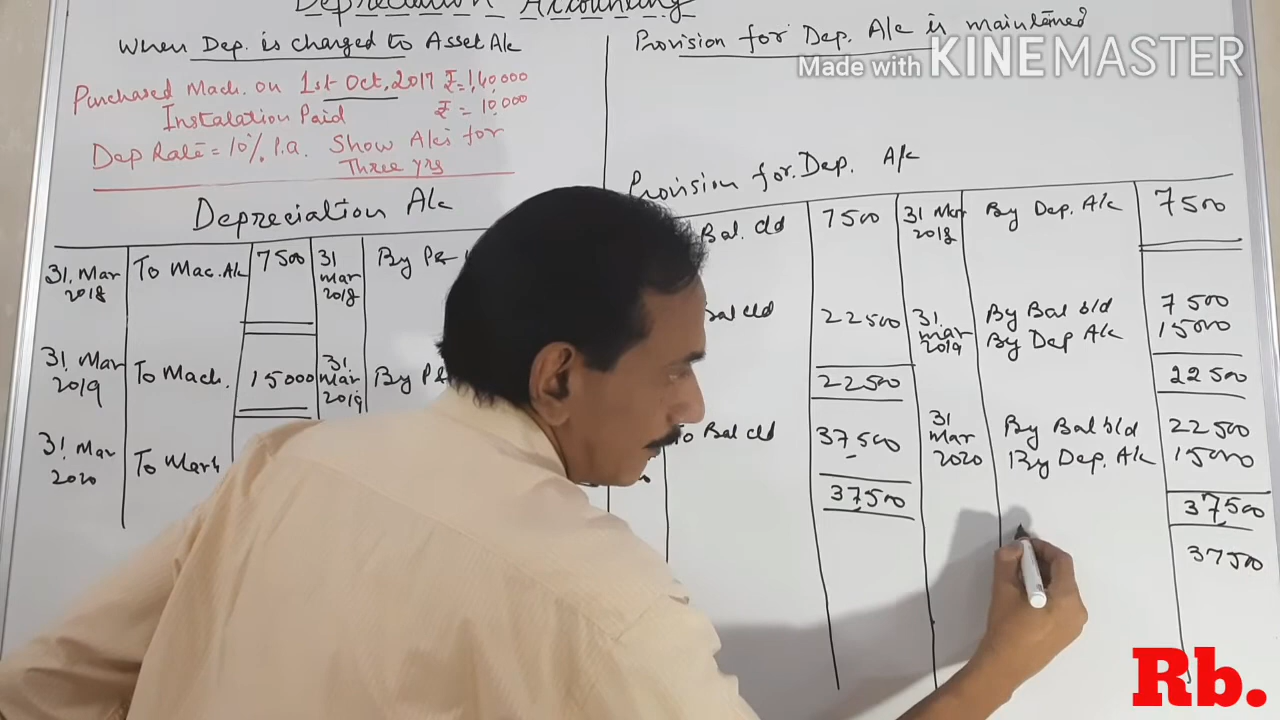 Depreciation Accounting
When Dep. is charged to Asset A/c
Purchased Mach. on 1st Oct, 2017 ₹=1,40,000
Instalation Paid ₹= 10,000
Dep Rate = 10% P.a. Show A/cs for
Three yrs
Depreciation A/c
31. Mar 2018 To Mac. A/c 7500 31 mar 2018 By P&
31. Mar 2019 To Mach. 15000 31. mar 2019 By P&
31. Mar 2020 To Mach
Provision for Dep. A/c is maintained
Made with KINEMASTER
Provision for. Dep. A/c
Bal. c/d 7500 31 Mar 2018 By Dep. A/c 7500
Bal c/d 22500 31 mar 2019 By Bal b/d 7500
By Dep A/c 15000
22500 22500
To Bal c/d 37500 31 Mar 2020 By Bal b/d 22500
By Dep. A/c 15000
37500 37500
37500
Rb.